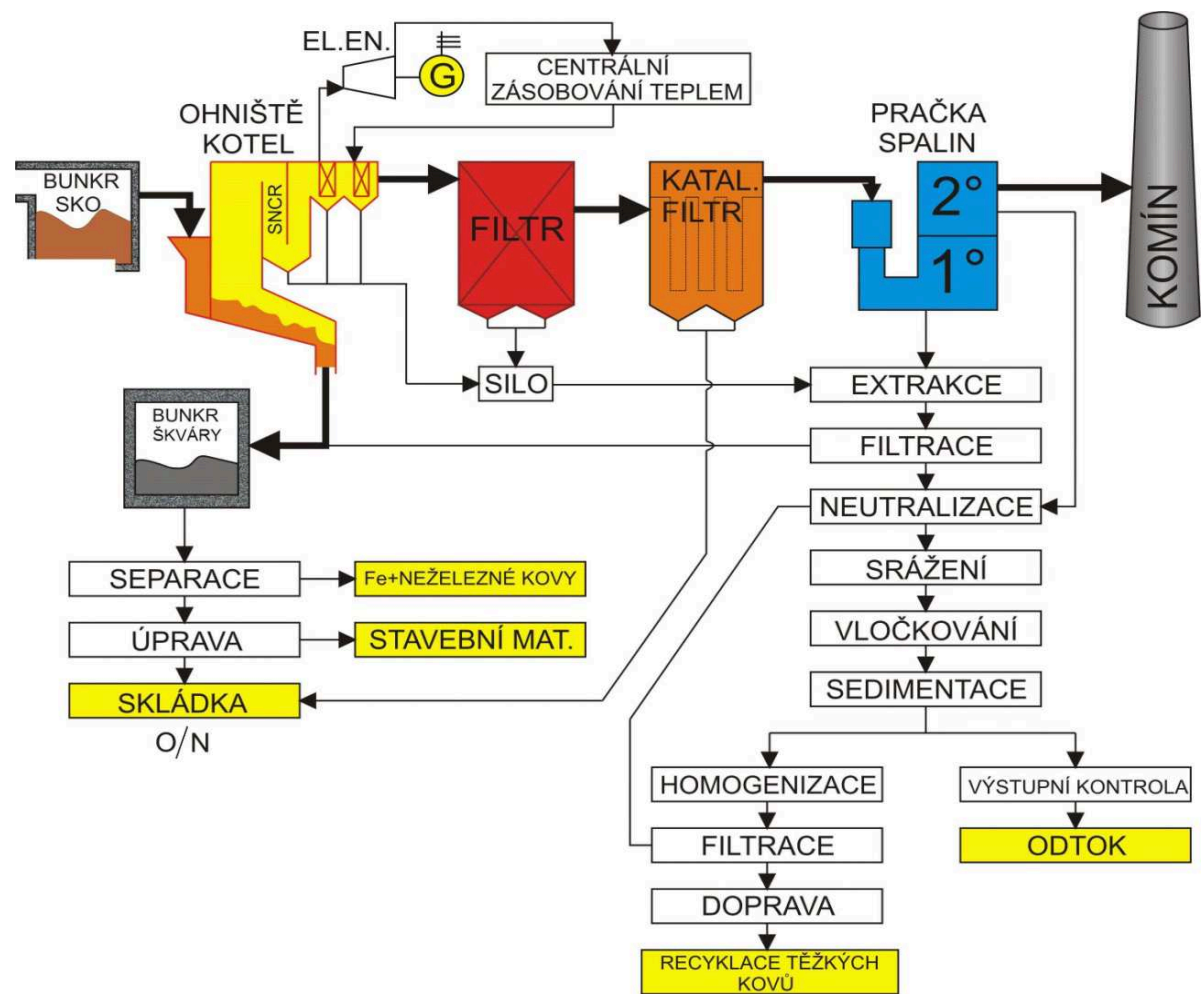 EL.EN.
G
CENTRÁLNÍ
ZÁSOBOVÁNÍ TEPLEM
OHNIŠTĚ
KOTEL
PRAČKA
SPALIN
BUNKR
SKO
SNCR
FILTR
KATAL.
FILTR
2°
1°
KOMÍN
SILO
EXTRAKCE
BUNKR
ŠKVÁRY
FILTRACE
NEUTRALIZACE
SEPARACE
Fe+NEŽELEZNÉ KOVY
SRÁŽENÍ
ÚPRAVA
STAVEBNÍ MAT.
VLOČKOVÁNÍ
SKLÁDKA
O/N
SEDIMENTACE
HOMOGENIZACE
VÝSTUPNÍ KONTROLA
FILTRACE
ODTOK
DOPRAVA
RECYKLACE TĚŽKÝCH
KOVŮ